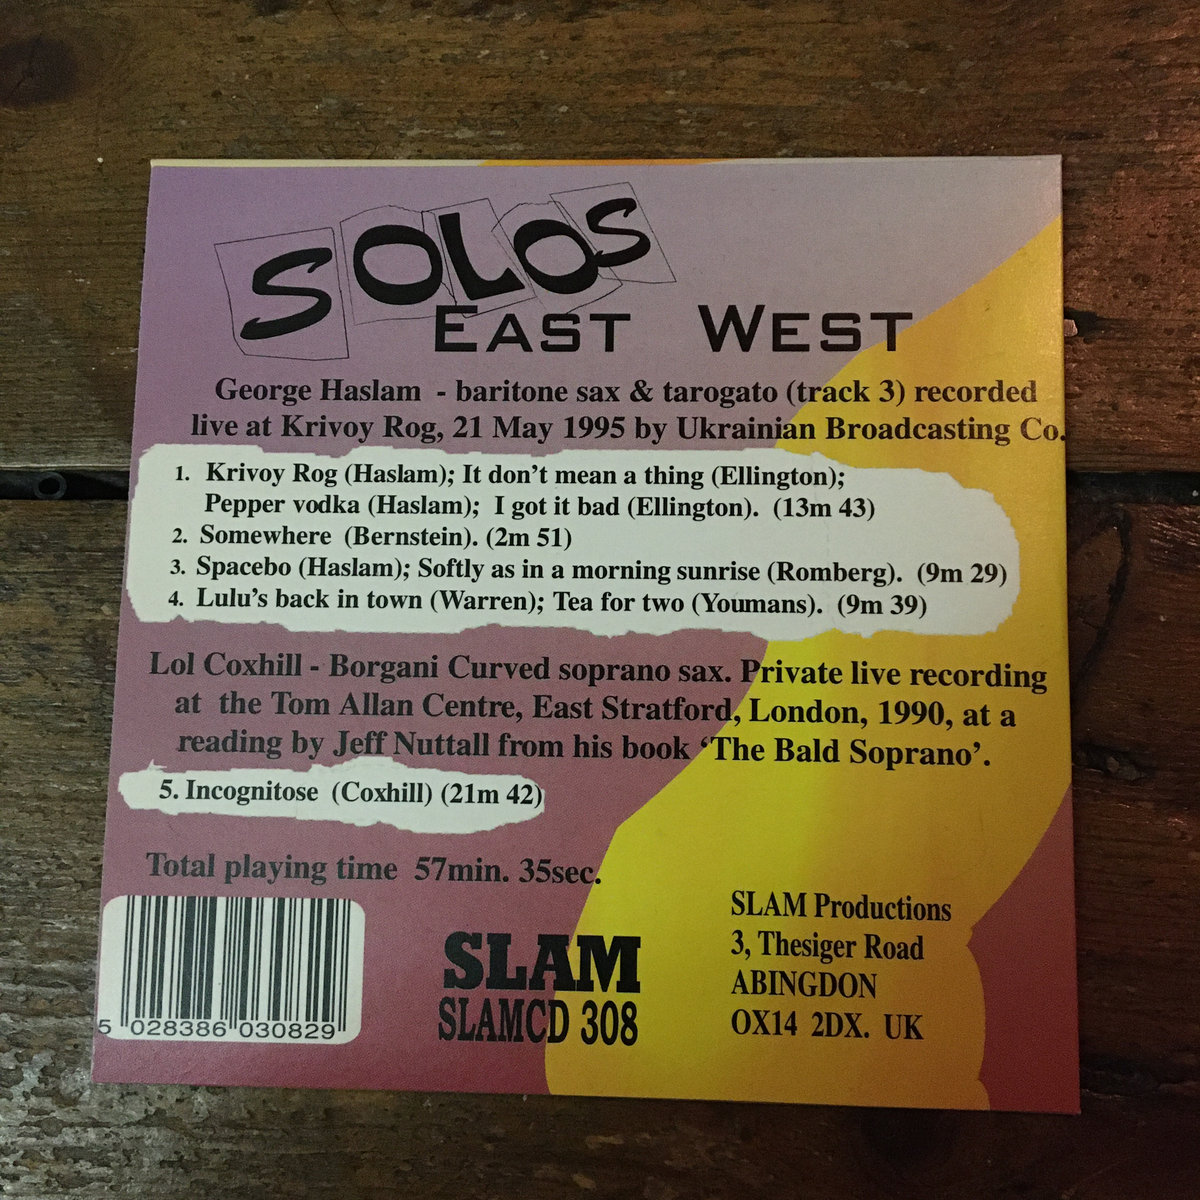 SOLOS
EAST WEST
George Haslam - baritone sax & tarogato (track 3) recorded
live at Krivoy Rog, 21 May 1995 by Ukrainian Broadcasting Co.
1. Krivoy Rog (Haslam); It don't mean a thing (Ellington);
Pepper vodka (Haslam); I got it bad (Ellington). (13m 43)
2. Somewhere (Bernstein). (2m 51)
3. Spacebo (Haslam); Softly as in a morning sunrise (Romberg). (9m 29)
4. Lulu's back in town (Warren); Tea for two (Youmans). (9m 39)
Lol Coxhill - Borgani Curved soprano sax. Private live recording
at the Tom Allan Centre, East Stratford, London, 1990, at a
reading by Jeff Nuttall from his book 'The Bald Soprano'.
5. Incognitose (Coxhill) (21m 42)
Total playing time 57min. 35sec.
5 028386 030829
SLAM
SLAMCD 308
SLAM Productions
3, Thesiger Road
ABINGDON
OX14 2DX. UK